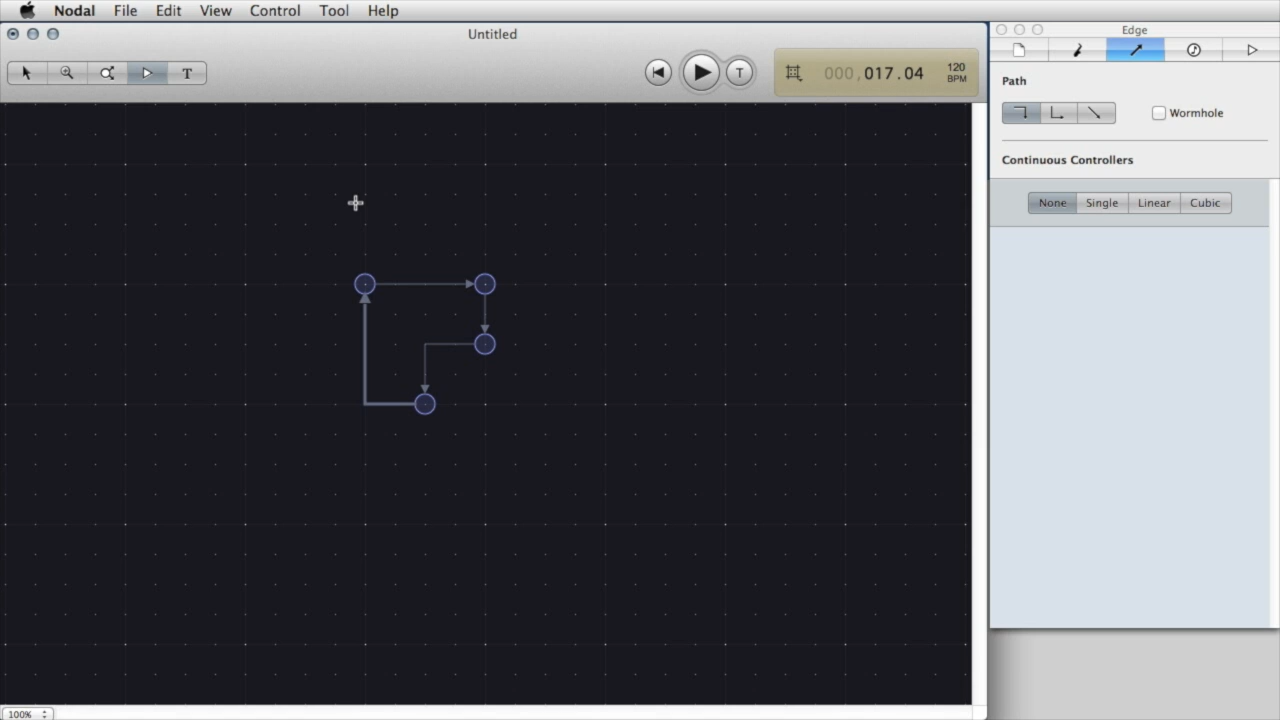 Nodal File Edit View Control Tool Help
Untitled
T
T
000,017.04
120
BPM
Edge
Path
Wormhole
Continuous Controllers
None Single Linear Cubic
100%